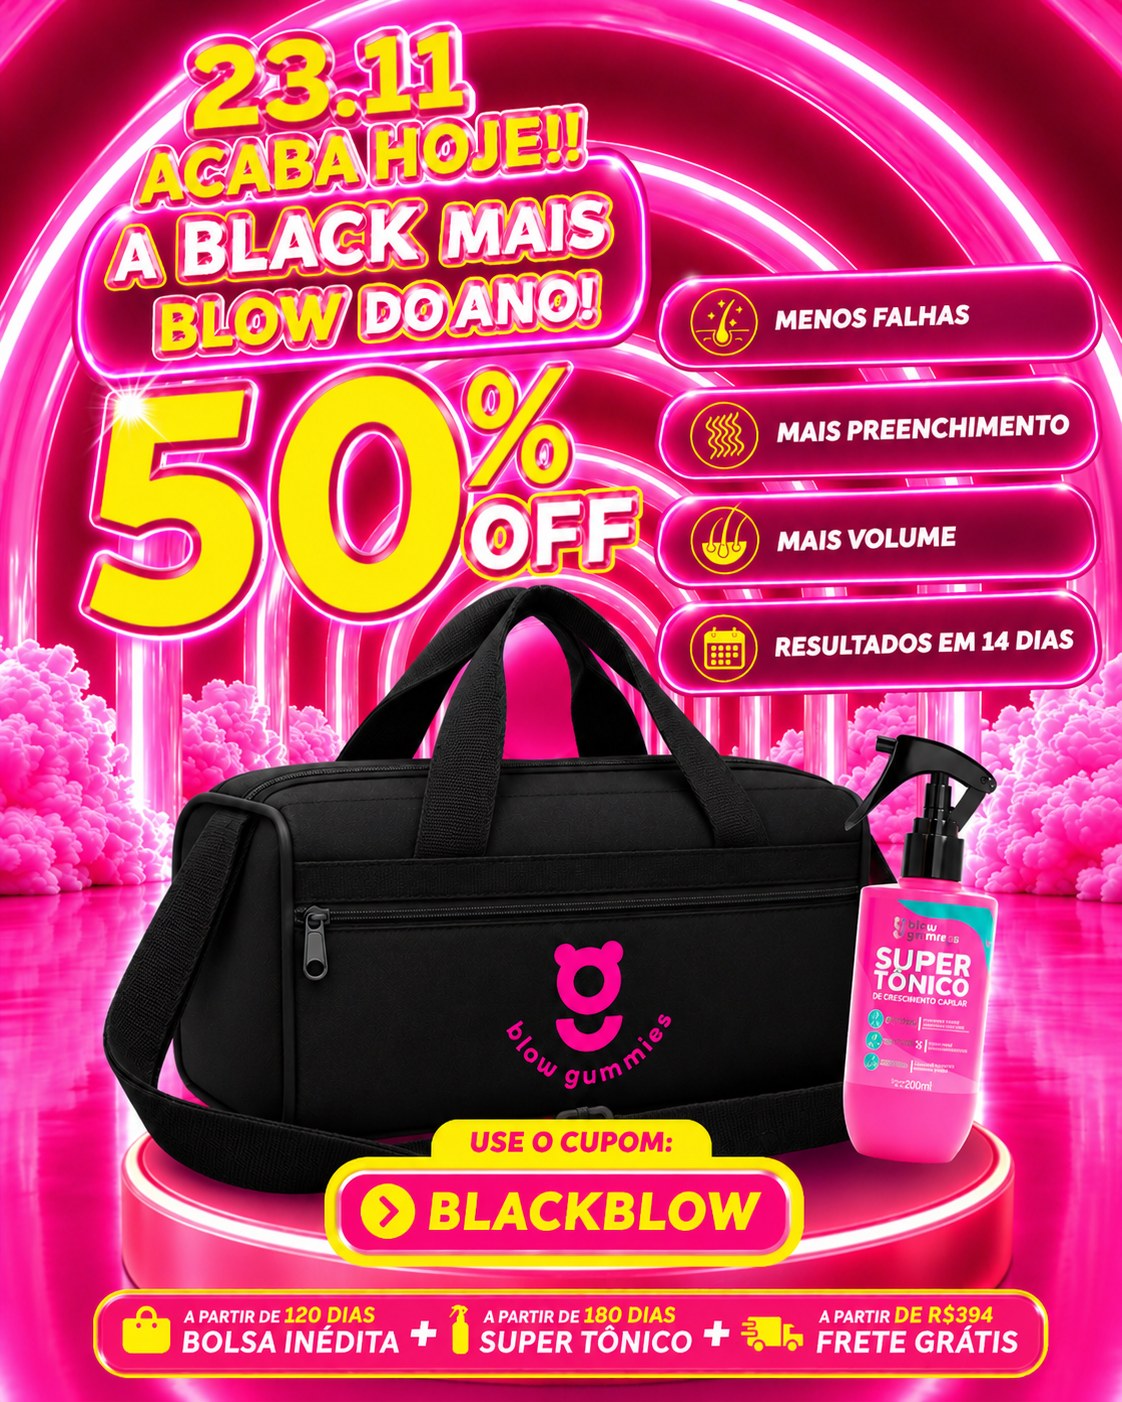 23.11
ACABA HOJE!!
A BLACK MAIS
BLOW DO ANO!
50%
OFF
MENOS FALHAS
MAIS PREENCHIMENTO
MAIS VOLUME
RESULTADOS EM 14 DIAS
blow gummies
SUPER
TÔNICO
DE CRESCIMENTO CAPILAR
200ml
USE O CUPOM:
BLACKBLOW
A PARTIR DE 120 DIAS
BOLSA INÉDITA
+
A PARTIR DE 180 DIAS
SUPER TÔNICO
+
A PARTIR DE R$394
FRETE GRÁTIS